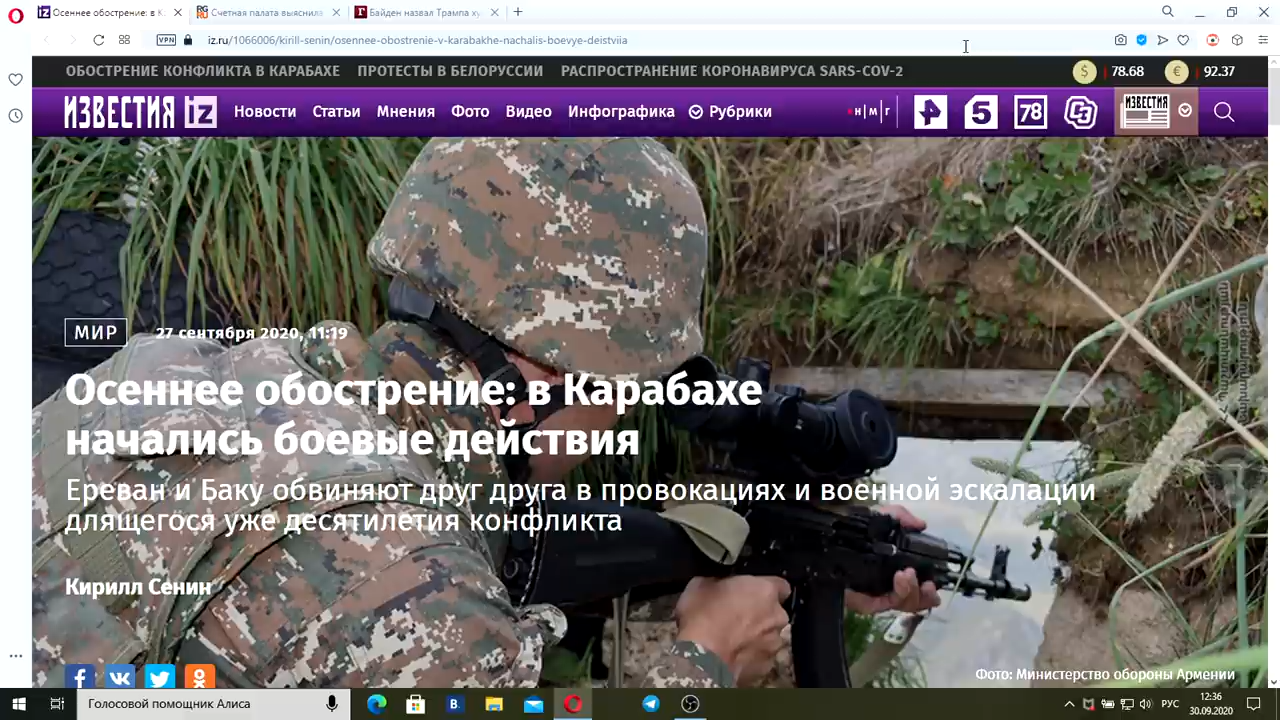 Осеннее обострение: в К
Счетная палата выяснила
Байден назвал Трампа ху
VPN
iz.ru/1066006/kirill-senin/osennee-obostrenie-v-karabakhe-nachalis-boevye-deistviia
ОБОСТРЕНИЕ КОНФЛИКТА В КАРАБАХЕ ПРОТЕСТЫ В БЕЛОРУССИИ РАСПРОСТРАНЕНИЕ КОРОНАВИРУСА SARS-COV-2 $ 78.68 € 92.37
ИЗВЕСТИЯ iz Новости Статьи Мнения Фото Видео Инфографика Рубрики н|м|г 5 78 ИЗВЕСТИЯ
МИР 27 сентября 2020, 11:19
Осеннее обострение: в Карабахе
начались боевые действия
Ереван и Баку обвиняют друг друга в провокациях и военной эскалации
длящегося уже десятилетия конфликта
Кирилл Сенин
Фото: Министерство обороны Армении
Голосовой помощник Алиса
РУС
12:36
30.09.2020